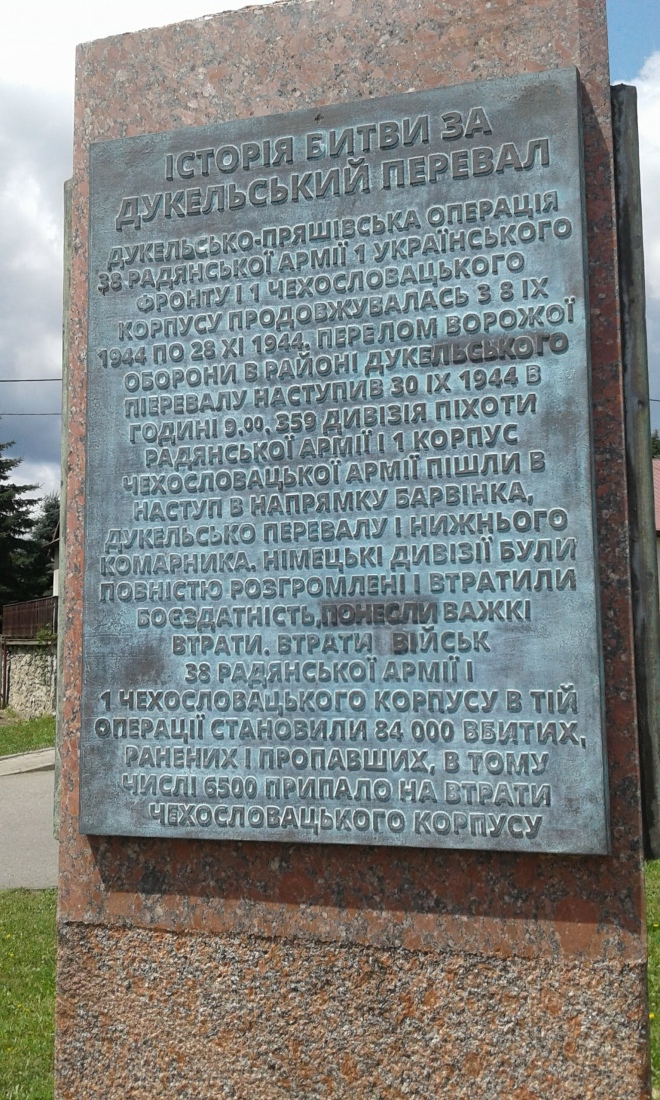 ІСТОРІЯ БИТВИ ЗА
ДУКЕЛЬСЬКИЙ ПЕРЕВАЛ
ДУКЕЛЬСЬКО-ПРЯШІВСЬКА ОПЕРАЦІЯ
38 РАДЯНСЬКОЇ АРМІЇ 1 УКРАЇНСЬКОГО
ФРОНТУ І 1 ЧЕХОСЛОВАЦЬКОГО
КОРПУСУ ПРОДОВЖУВАЛАСЬ З 8 IX
1944 ПО 28 XI 1944. ПЕРЕЛОМ ВОРОЖОЇ
ОБОРОНИ В РАЙОНІ ДУКЕЛЬСЬКОГО
ПІЕРЕВАЛУ НАСТУПИВ 30 IX 1944 В
ГОДИНІ 9.00. 359 ДИВІЗІЯ ПІХОТИ
РАДЯНСЬКОЇ АРМІЇ І 1 КОРПУС
ЧЕХОСЛОВАЦЬКОЇ АРМІЇ ПІШЛИ В
НАСТУП В НАПРЯМКУ БАРВІНКА,
ДУКЕЛЬСЬКО ПЕРЕВАЛУ І НИЖНЬОГО
КОМАРНИКА. НІМЕЦЬКІ ДИВІЗІЇ БУЛИ
ПОВНІСТЮ РОЗГРОМЛЕНІ І ВТРАТИЛИ
БОЄЗДАТНІСТЬ,ПОНЕСЛИ ВАЖКІ
ВТРАТИ. ВТРАТИ ВІЙСЬК
38 РАДЯНСЬКОЇ АРМІЇ І
1 ЧЕХОСЛОВАЦЬКОГО КОРПУСУ В ТІЙ
ОПЕРАЦІЇ СТАНОВИЛИ 84 000 ВБИТИХ,
РАНЕНИХ І ПРОПАВШИХ, В ТОМУ
ЧИСЛІ 6500 ПРИПАЛО НА ВТРАТИ
ЧЕХОСЛОВАЦЬКОГО КОРПУСУ